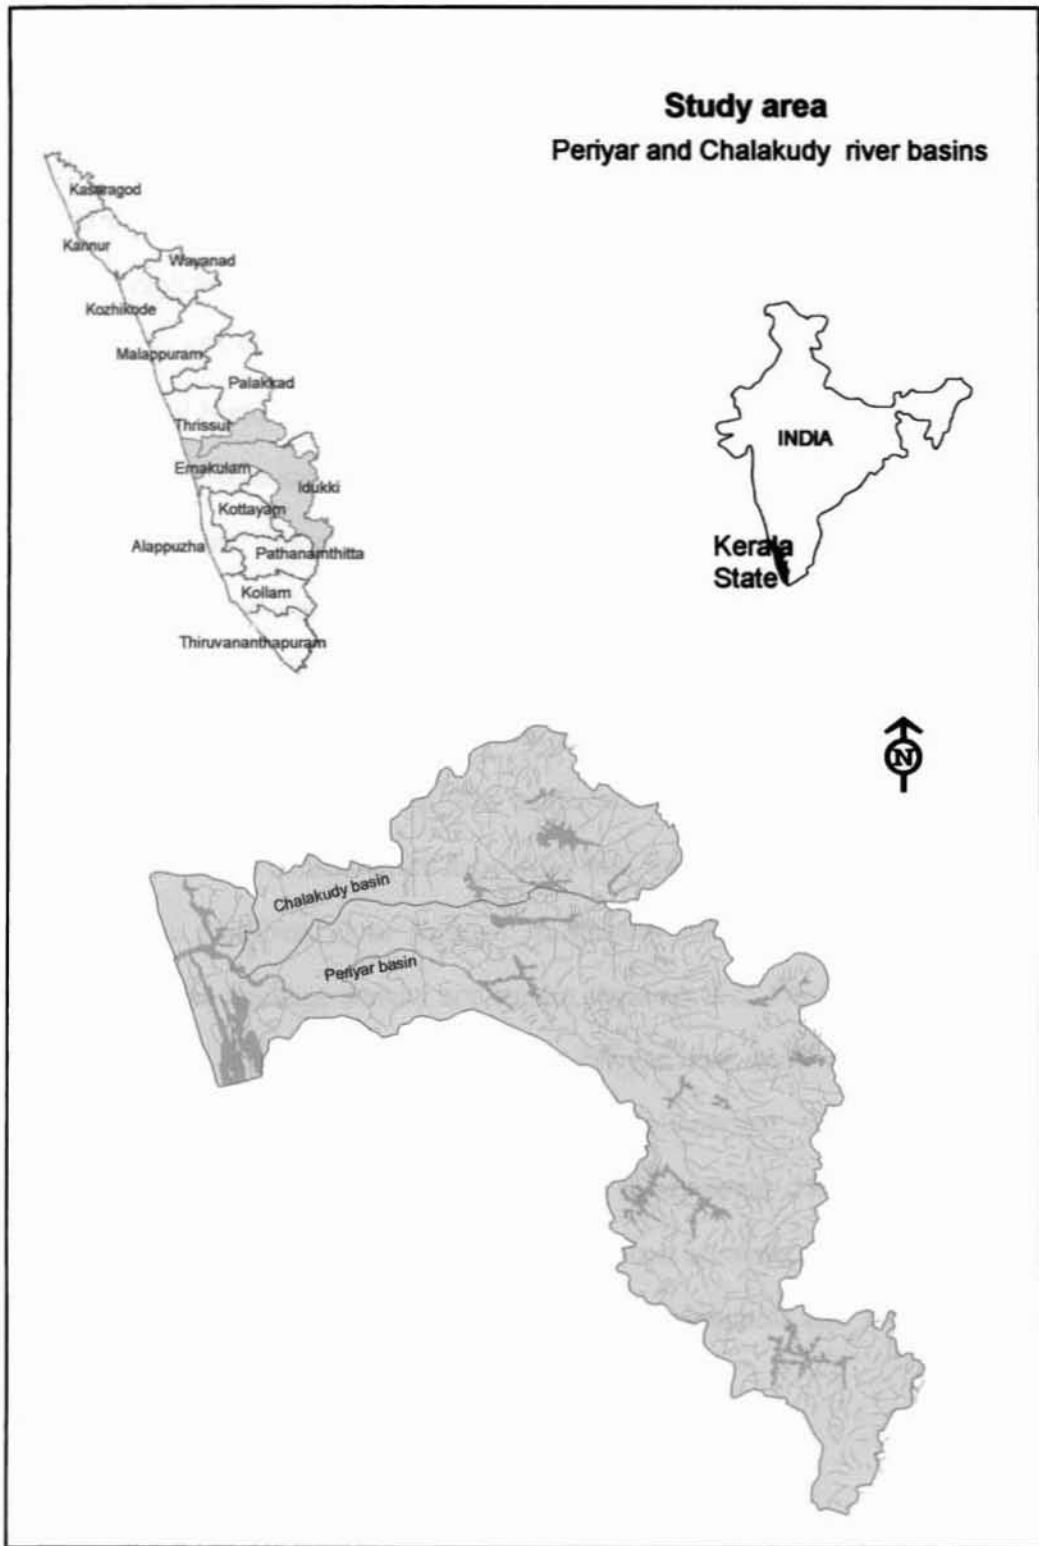 Study area
Periyar and Chalakudy river basins
Kasaragod
Kannur
Wayanad
Kozhikode
Malappuram
Palakkad
Thrissur
Ernakulam
Idukki
Kottayam
Alappuzha
Pathanamthitta
Kollam
Thiruvananthapuram
INDIA
Kerala
State
N
Chalakudy basin
Periyar basin